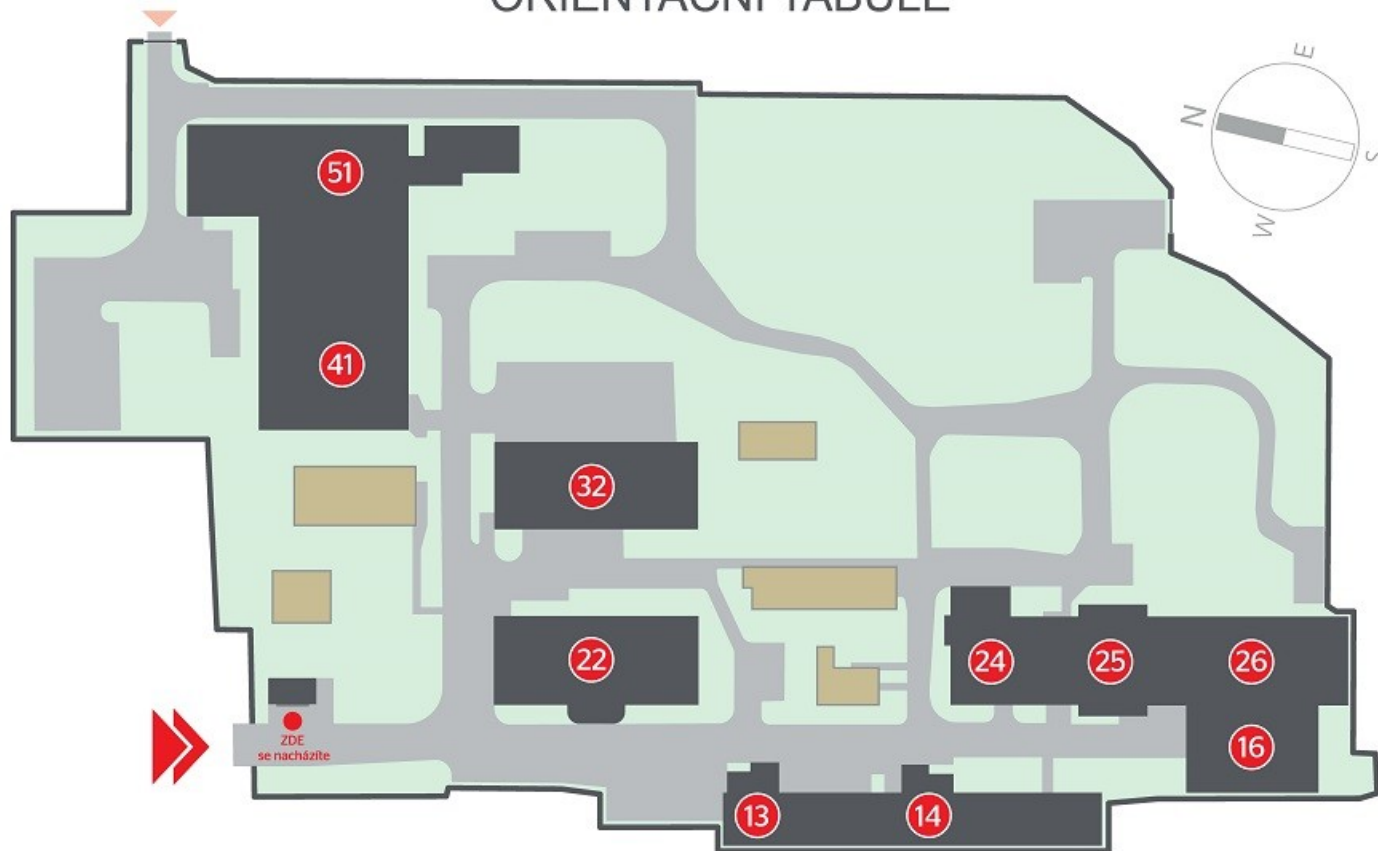 ORIENTAČNÍ TABULE
E
N
S
W
51
41
32
22
24
25
26
16
13
14
ZDE
se nacházíte